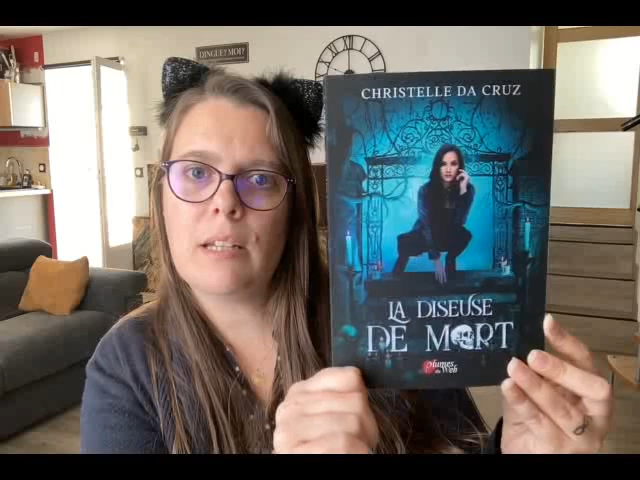 DINGUE? MOI?
CHRISTELLE DA CRUZ
LA DISEUSE
DE MORT
Plumes
du Web